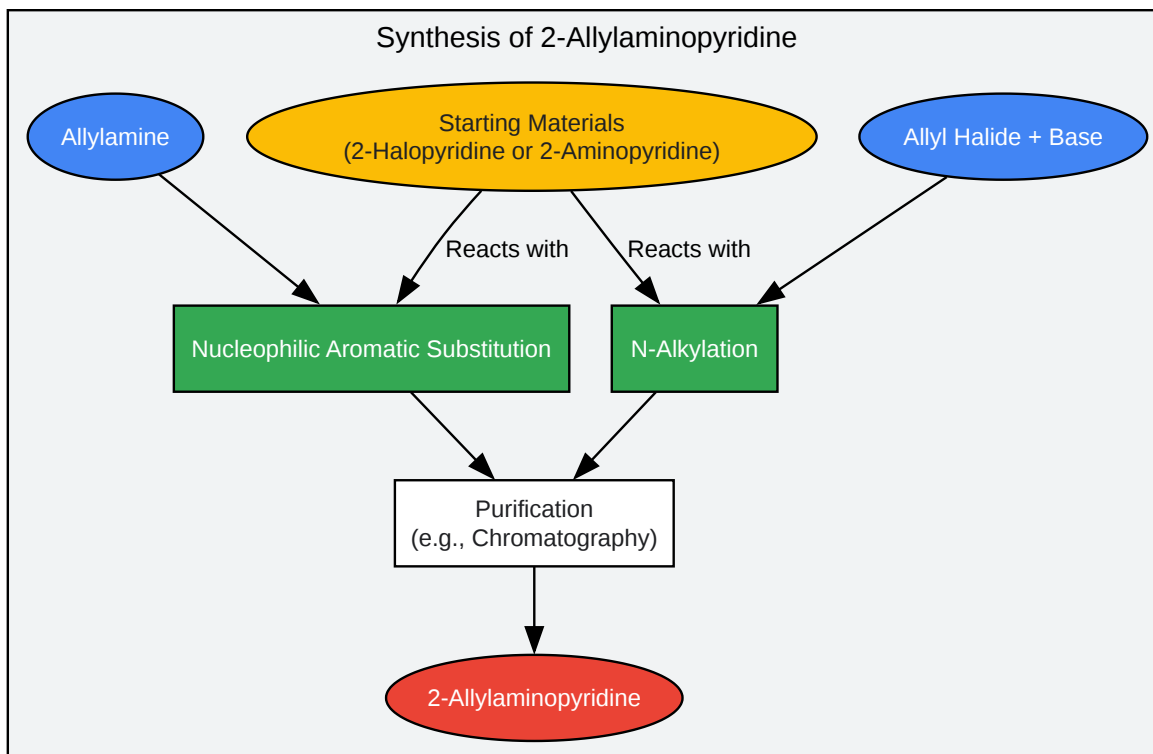 Synthesis of 2-Allylaminopyridine
Allylamine
Starting Materials
(2-Halopyridine or 2-Aminopyridine)
Allyl Halide + Base
Reacts with
Reacts with
Nucleophilic Aromatic Substitution
N-Alkylation
Purification
(e.g., Chromatography)
2-Allylaminopyridine